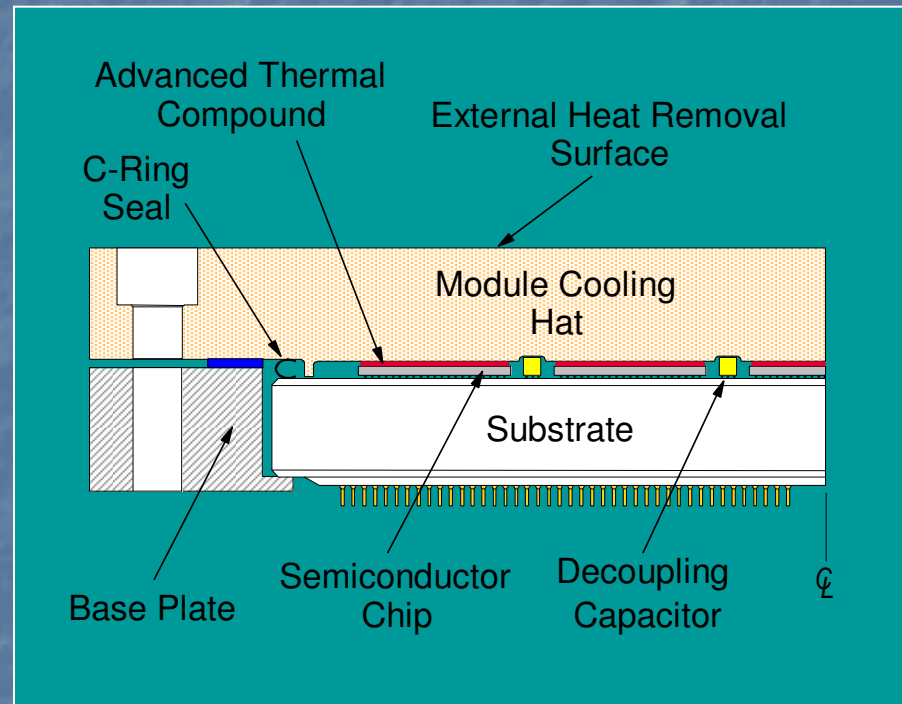 Advanced Thermal
Compound
External Heat Removal
Surface
C-Ring
Seal
Module Cooling
Hat
Substrate
Semiconductor
Chip
Decoupling
Capacitor
Base Plate
℄